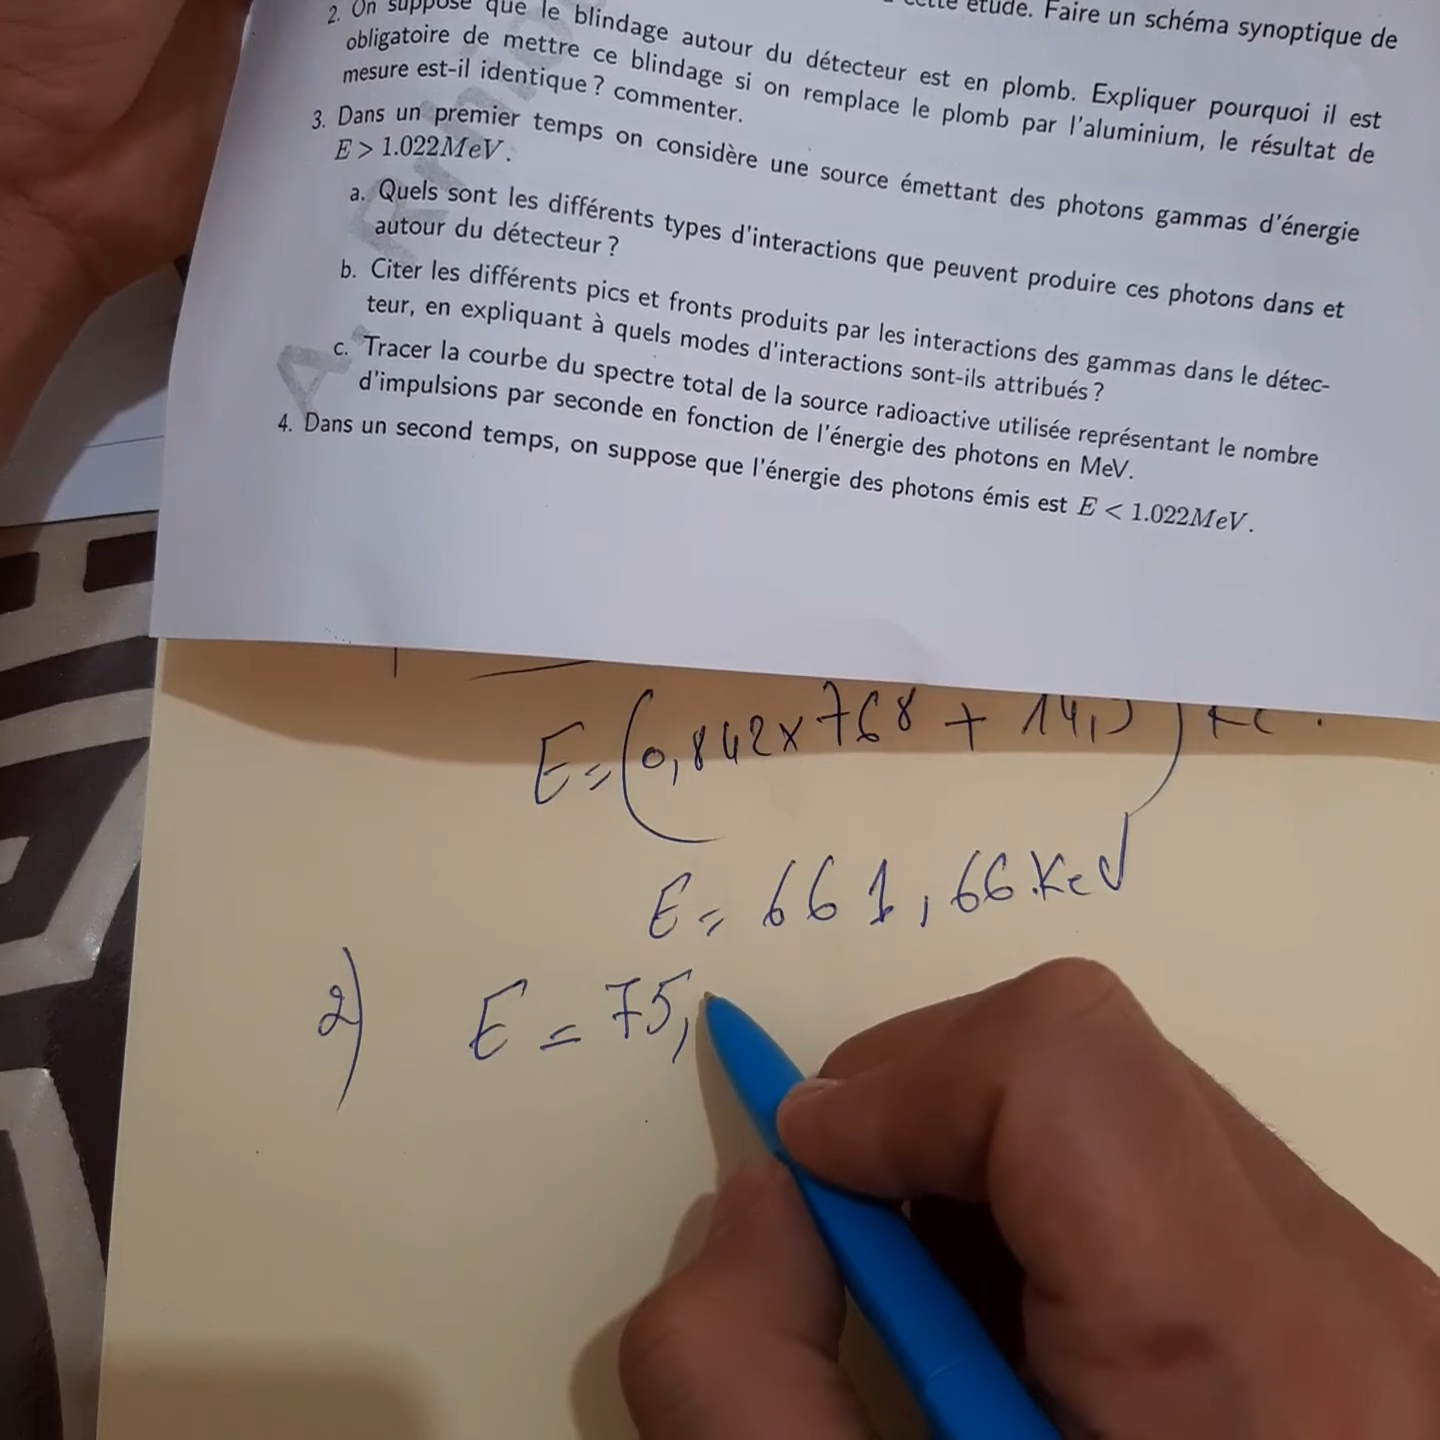 cette étude. Faire un schéma synoptique de
2. On suppose que le blindage autour du détecteur est en plomb. Expliquer pourquoi il est
obligatoire de mettre ce blindage si on remplace le plomb par l'aluminium, le résultat de
mesure est-il identique ? commenter.
3. Dans un premier temps on considère une source émettant des photons gammas d'énergie
E > 1.022MeV.
a. Quels sont les différents types d'interactions que peuvent produire ces photons dans et
autour du détecteur ?
b. Citer les différents pics et fronts produits par les interactions des gammas dans le détec-
teur, en expliquant à quels modes d'interactions sont-ils attribués ?
c. Tracer la courbe du spectre total de la source radioactive utilisée représentant le nombre
d'impulsions par seconde en fonction de l'énergie des photons en MeV.
4. Dans un second temps, on suppose que l'énergie des photons émis est E < 1.022MeV.
E = (0,842 x 768 + 14,
E = 661,66 KeV
2) E = 75,